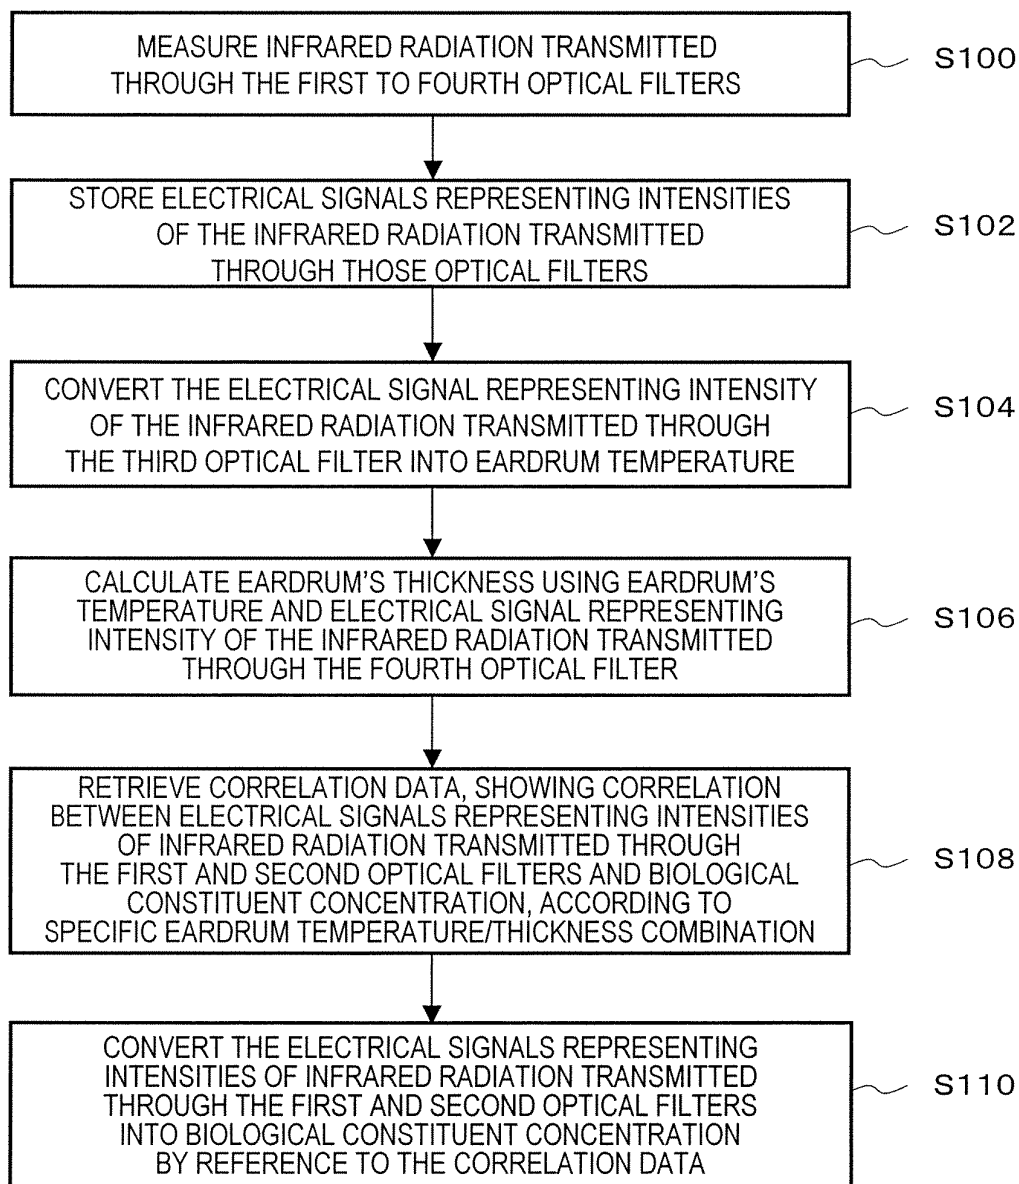 MEASURE INFRARED RADIATION TRANSMITTED
THROUGH THE FIRST TO FOURTH OPTICAL FILTERS
S100
STORE ELECTRICAL SIGNALS REPRESENTING INTENSITIES
OF THE INFRARED RADIATION TRANSMITTED
THROUGH THOSE OPTICAL FILTERS
S102
CONVERT THE ELECTRICAL SIGNAL REPRESENTING INTENSITY
OF THE INFRARED RADIATION TRANSMITTED THROUGH
THE THIRD OPTICAL FILTER INTO EARDRUM TEMPERATURE
S104
CALCULATE EARDRUM'S THICKNESS USING EARDRUM'S
TEMPERATURE AND ELECTRICAL SIGNAL REPRESENTING
INTENSITY OF THE INFRARED RADIATION TRANSMITTED
THROUGH THE FOURTH OPTICAL FILTER
S106
RETRIEVE CORRELATION DATA, SHOWING CORRELATION
BETWEEN ELECTRICAL SIGNALS REPRESENTING INTENSITIES
OF INFRARED RADIATION TRANSMITTED THROUGH
THE FIRST AND SECOND OPTICAL FILTERS AND BIOLOGICAL
CONSTITUENT CONCENTRATION, ACCORDING TO
SPECIFIC EARDRUM TEMPERATURE/THICKNESS COMBINATION
S108
CONVERT THE ELECTRICAL SIGNALS REPRESENTING
INTENSITIES OF INFRARED RADIATION TRANSMITTED
THROUGH THE FIRST AND SECOND OPTICAL FILTERS
INTO BIOLOGICAL CONSTITUENT CONCENTRATION
BY REFERENCE TO THE CORRELATION DATA
S110